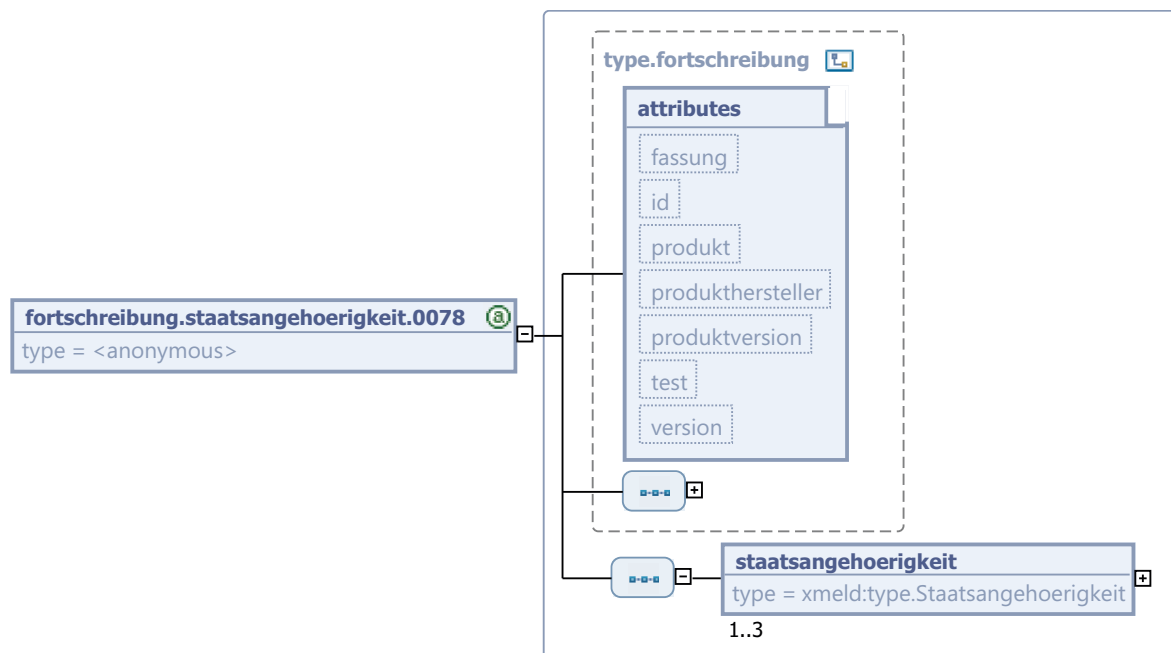 type.fortschreibung
attributes
fassung
id
produkt
produkthersteller
produktversion
test
version
fortschreibung.staatsangehoerigkeit.0078
type = <anonymous>
staatsangehoerigkeit
type = xmeld:type.Staatsangehoerigkeit
1..3